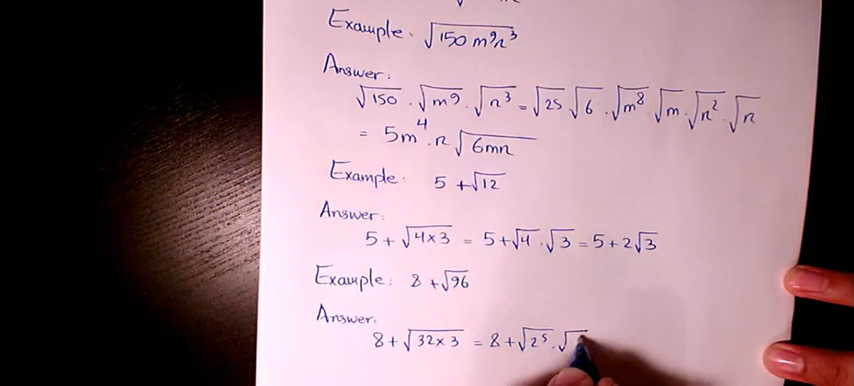 Example: √150 m⁹n³
Answer:
√150 · √m⁹ · √n³ = √25 √6 · √m⁸ √m · √n² · √n
= 5m⁴ · n √6mn
Example: 5 + √12
Answer:
5 + √4×3 = 5 + √4 · √3 = 5 + 2√3
Example: 8 + √96
Answer:
8 + √32×3 = 8 + √2⁵ · √